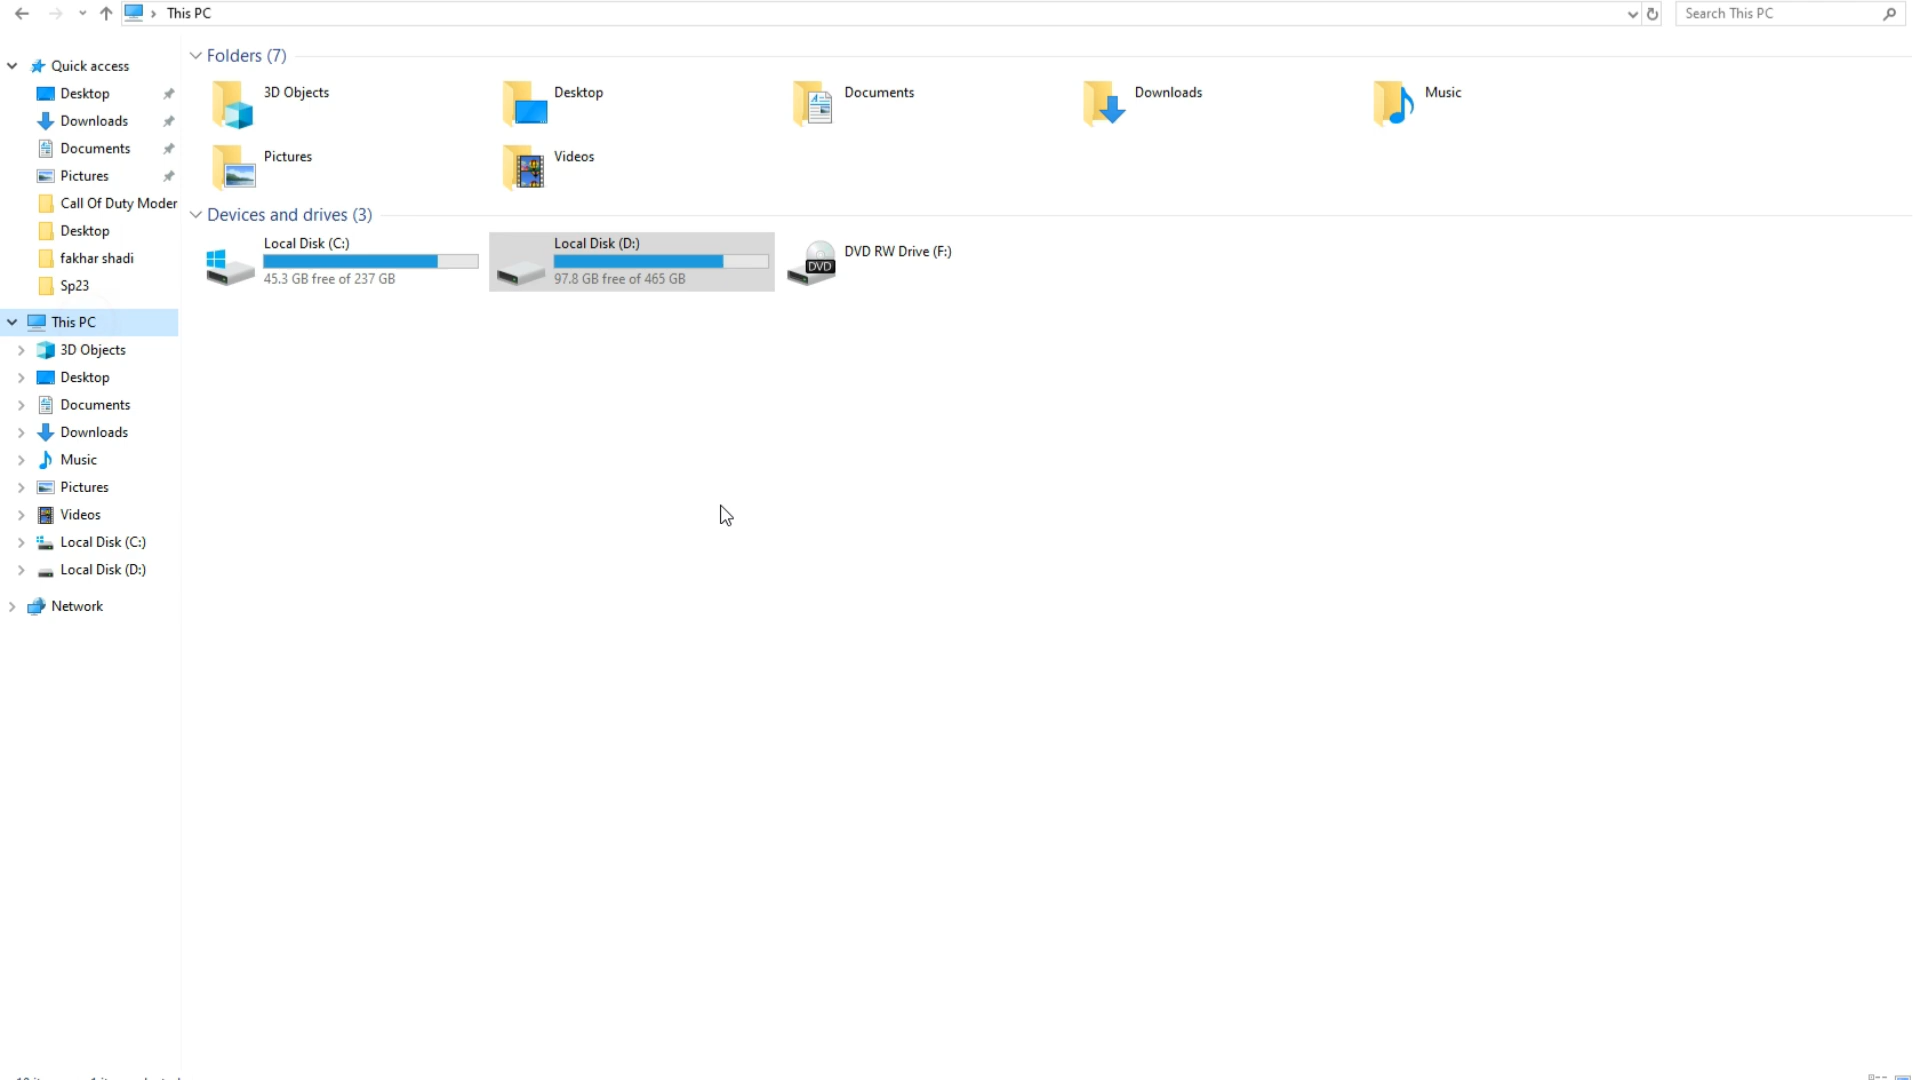 This PC
Search This PC
Quick access
Desktop
Downloads
Documents
Pictures
Call Of Duty Moder
Desktop
fakhar shadi
Sp23
This PC
3D Objects
Desktop
Documents
Downloads
Music
Pictures
Videos
Local Disk (C:)
Local Disk (D:)
Network
Folders (7)
3D Objects
Desktop
Documents
Downloads
Music
Pictures
Videos
Devices and drives (3)
Local Disk (C:)
45.3 GB free of 237 GB
Local Disk (D:)
97.8 GB free of 465 GB
DVD RW Drive (F:)
DVD